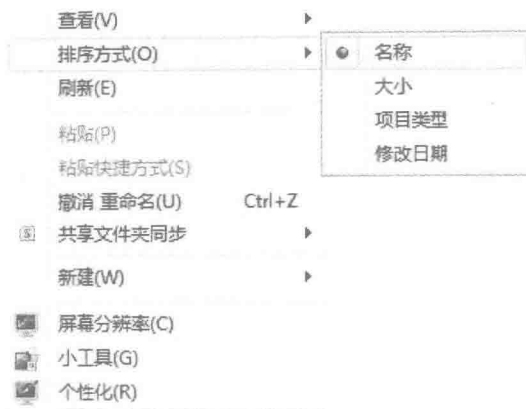 查看(V)
排序方式(O)
名称
大小
项目类型
修改日期
刷新(E)
粘贴(P)
粘贴快捷方式(S)
撤消 重命名(U) Ctrl+Z
共享文件夹同步
新建(W)
屏幕分辨率(C)
小工具(G)
个性化(R)